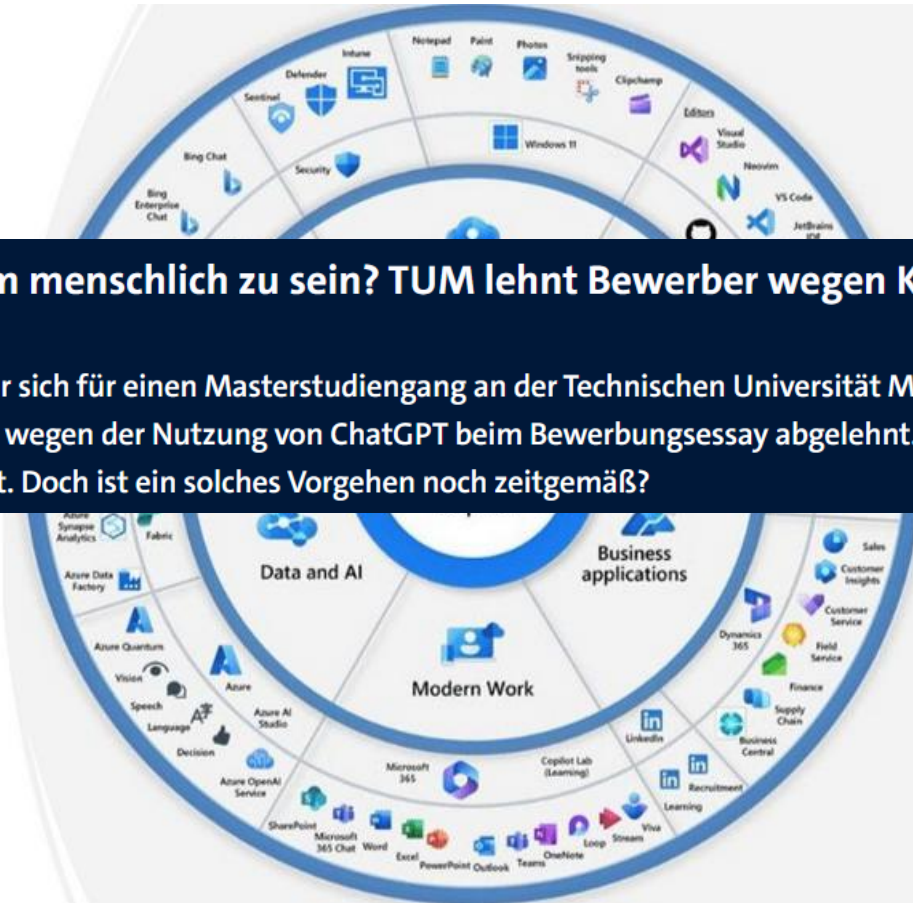 Notepad
Paint
Photos
Snipping
tools
Clipchamp
Intune
Defender
Sentinel
Security
Windows 11
Editors
Visual
Studio
Neovim
VS Code
JetBrains
Bing Chat
Bing
Enterprise
Chat
m menschlich zu sein? TUM lehnt Bewerber wegen K
r sich für einen Masterstudiengang an der Technischen Universität M
wegen der Nutzung von ChatGPT beim Bewerbungsessay abgelehnt.
t. Doch ist ein solches Vorgehen noch zeitgemäß?
Azure
Synapse
Analytics
Fabric
Azure Data
Factory
Data and AI
Business
applications
Sales
Customer
Insights
Customer
Service
Field
Service
Finance
Supply
Chain
Business
Central
Dynamics
365
Azure Quantum
Vision
Speech
Language
Decision
Azure OpenAI
Service
Azure
Azure AI
Studio
Modern Work
LinkedIn
Recruitment
Learning
Microsoft
365
Copilot Lab
(Learning)
SharePoint
Microsoft
365 Chat
Word
Excel
PowerPoint
Outlook
Teams
OneNote
Loop
Stream
Viva